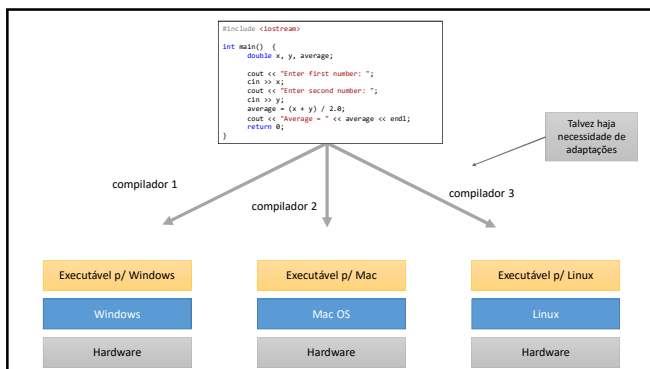 #include <iostream>
int main() {
double x, y, average;
cout << "Enter first number: ";
cin >> x;
cout << "Enter second number: ";
cin >> y;
average = (x + y) / 2.0;
cout << "Average = " << average << endl;
return 0;
}
Talvez haja
necessidade de
adaptações
compilador 1
compilador 2
compilador 3
Executável p/ Windows
Executável p/ Mac
Executável p/ Linux
Windows
Mac OS
Linux
Hardware
Hardware
Hardware